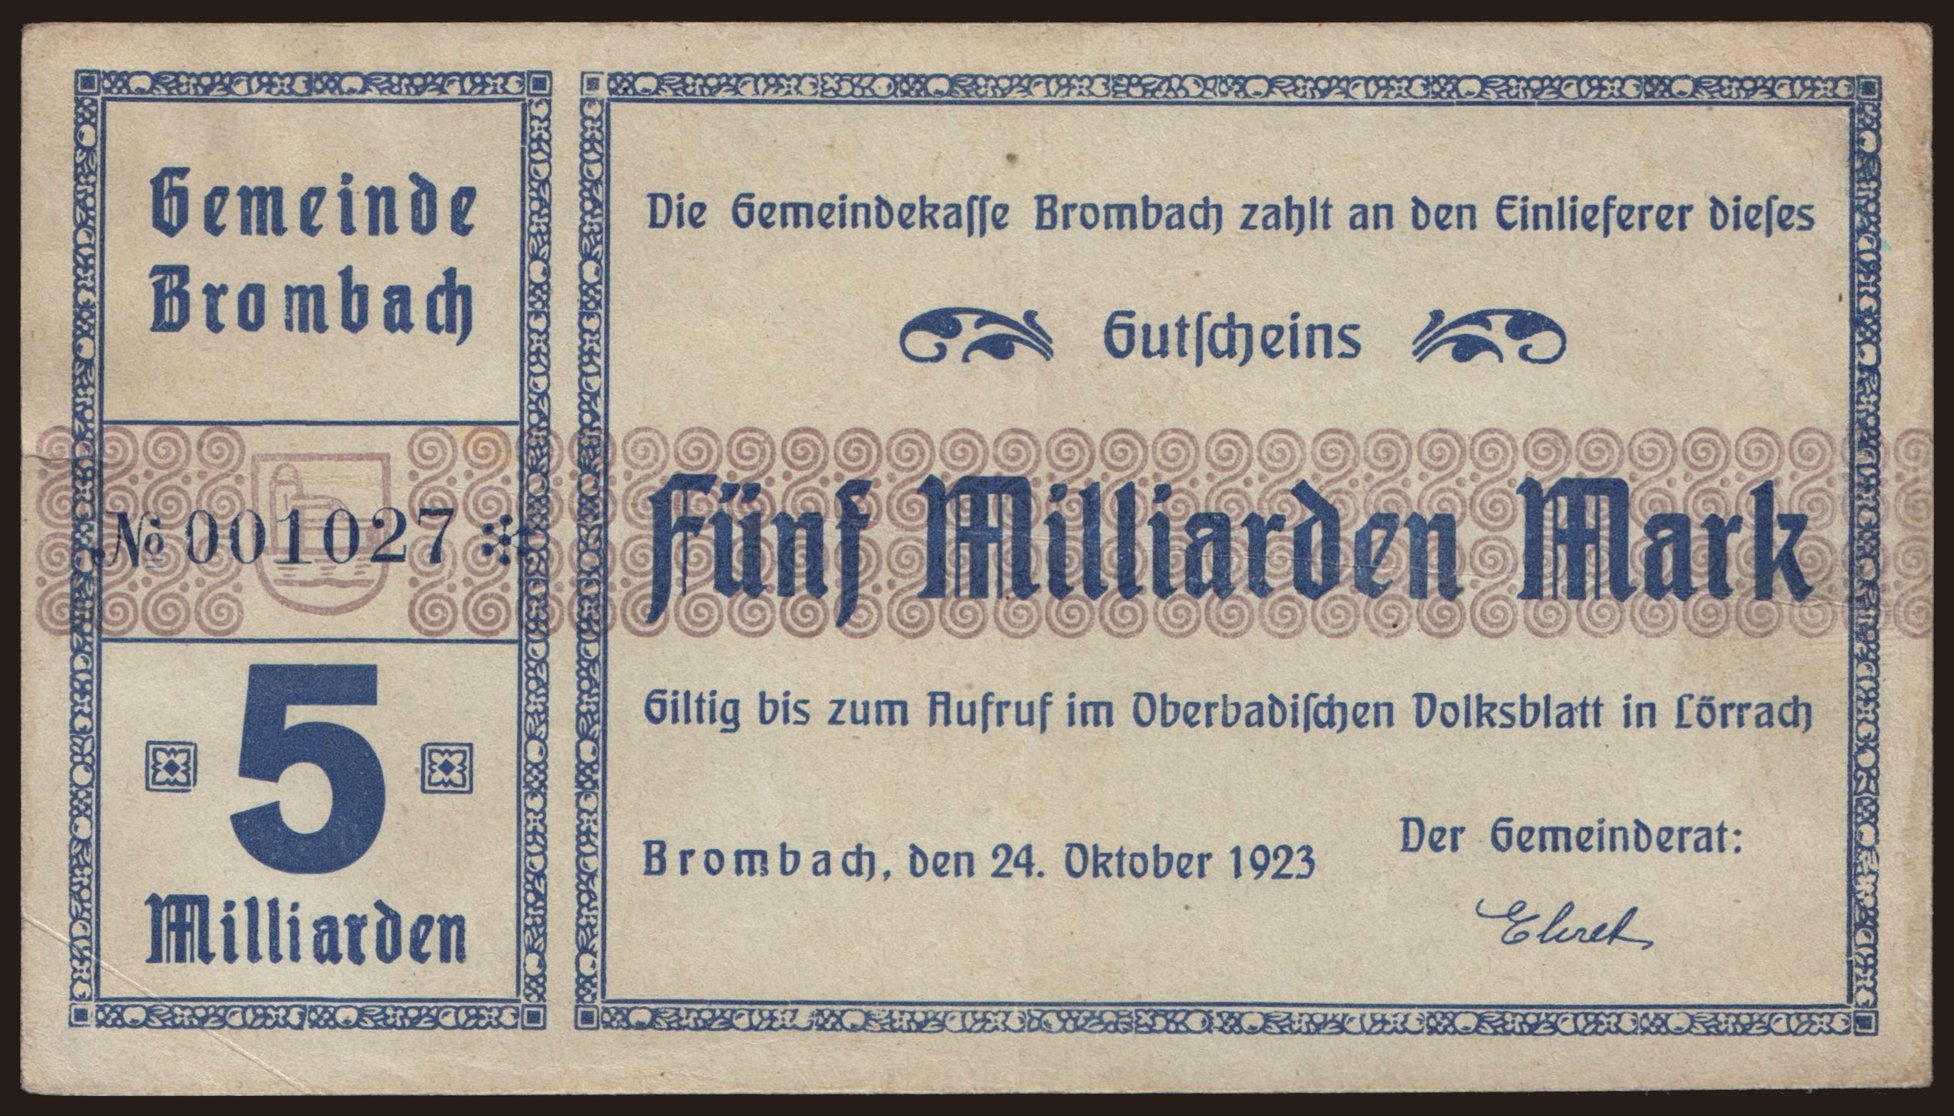 Gemeinde
Brombach
№ 001027 *
5
Milliarden
Die Gemeindekasse Brombach zahlt an den Einlieferer dieses
Gutscheins
Fünf Milliarden Mark
Giltig bis zum Aufruf im Oberbadischen Volksblatt in Lörrach
Brombach, den 24. Oktober 1923
Der Gemeinderat:
Ehret